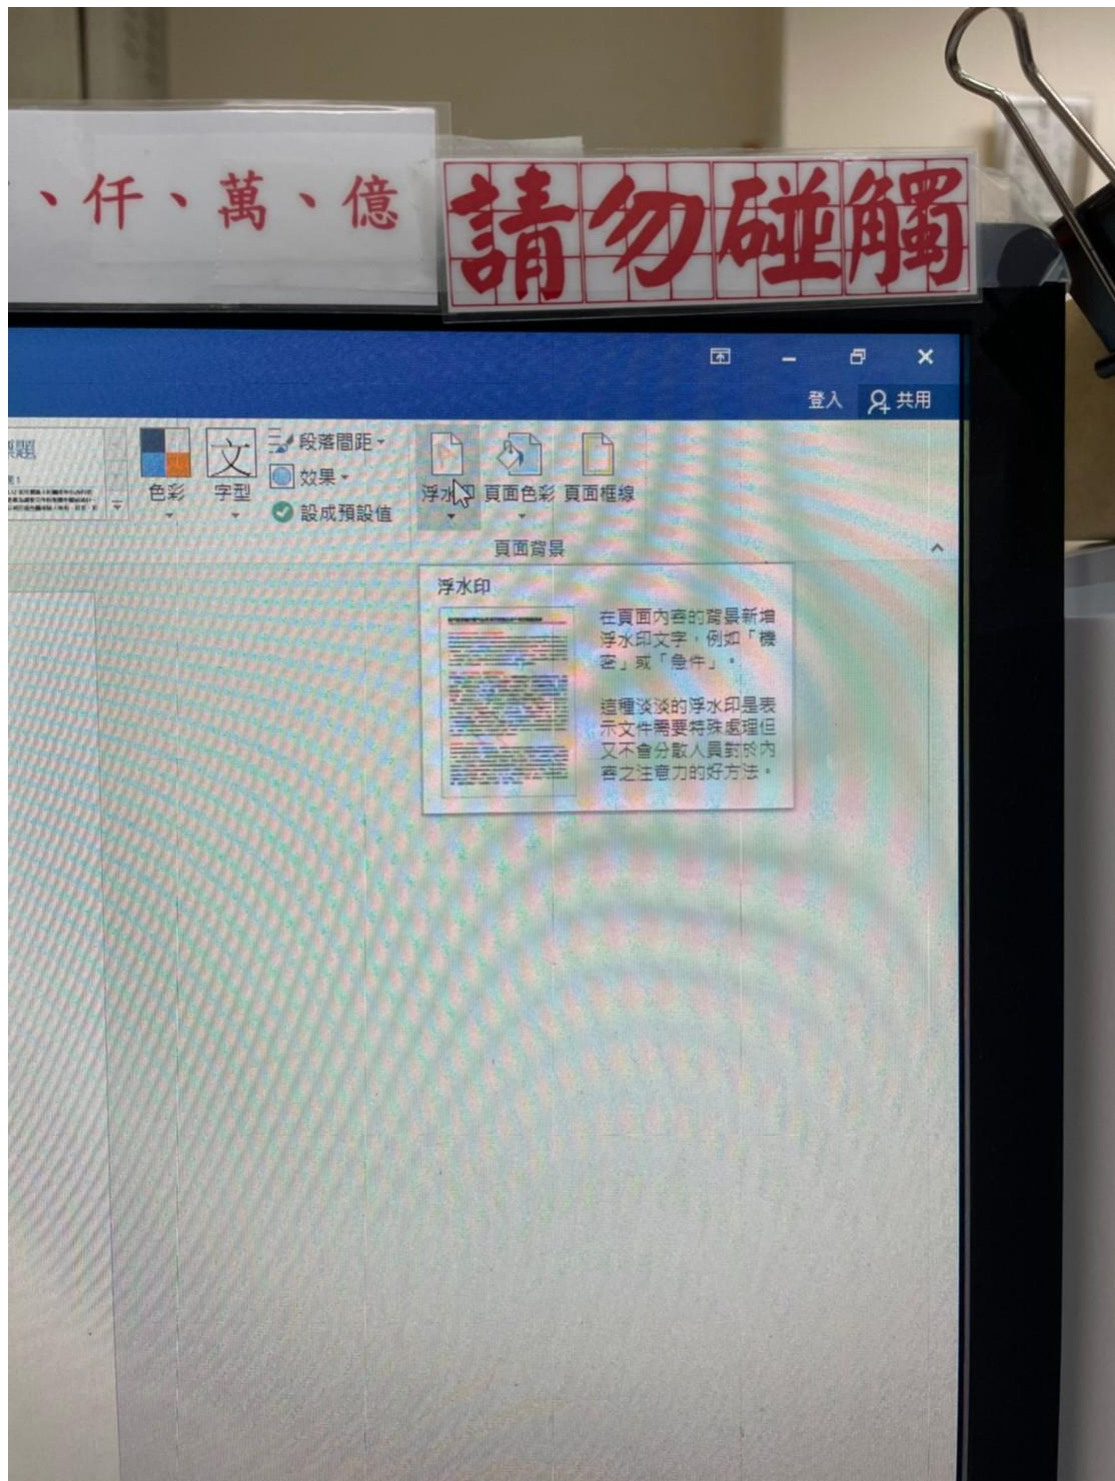 、仟、萬、億
請勿碰觸
登入 共用
色彩
字型
段落間距
效果
設成預設值
浮水印
頁面色彩
頁面框線
頁面背景
浮水印
在頁面內容的背景新增
浮水印文字，例如「機
密」或「急件」。
這種淡淡的浮水印是表
示文件需要特殊處理但
又不會分散人員對於內
容之注意力的好方法。